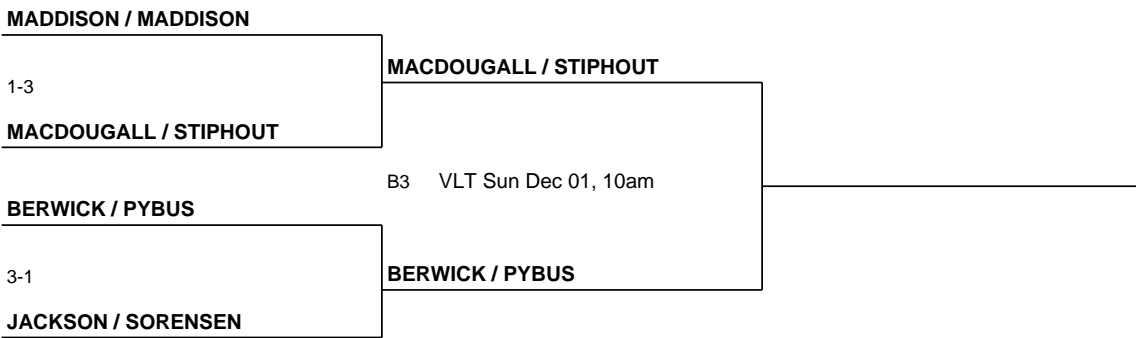 MADDISON / MADDISON
MACDOUGALL / STIPHOUT
1-3
MACDOUGALL / STIPHOUT
B3 VLT Sun Dec 01, 10am
BERWICK / PYBUS
BERWICK / PYBUS
3-1
JACKSON / SORENSEN